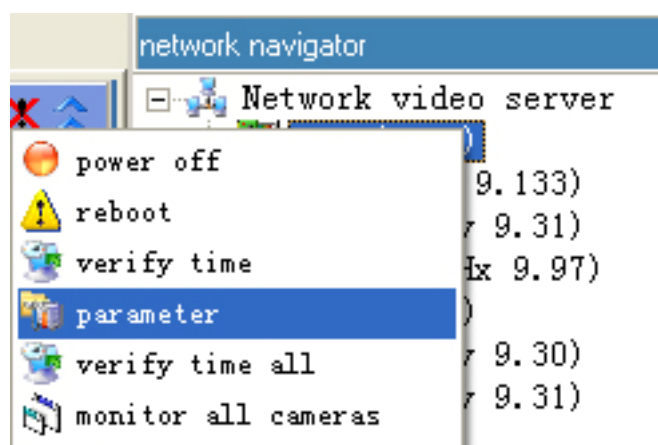 network navigator
Network video server
power off
9.133)
reboot
9.31)
verify time
Hx 9.97)
parameter
verify time all
9.30)
9.31)
monitor all cameras